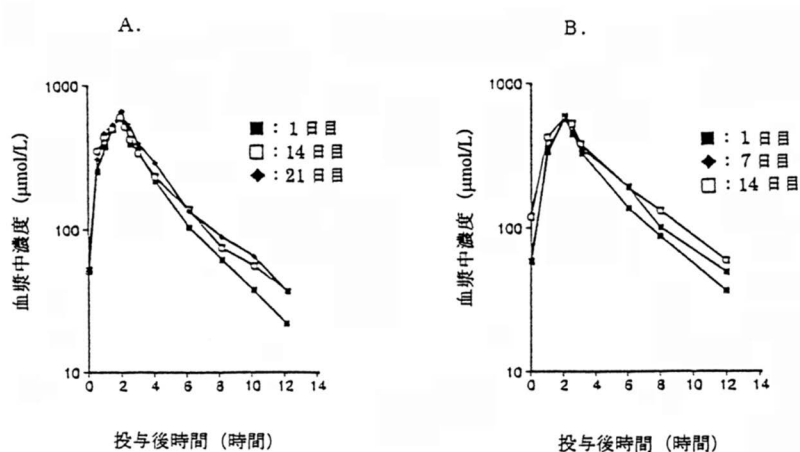 A.
1000
100
10
0 2 4 6 8 10 12 14
血漿中濃度 (μmol/L)
投与後時間 (時間)
■ : 1 日目
□ : 14 日目
◆ : 21 日目
B.
1000
100
10
0 2 4 6 8 10 12 14
血漿中濃度 (μmol/L)
投与後時間 (時間)
■ : 1 日目
◆ : 7 日目
□ : 14 日目